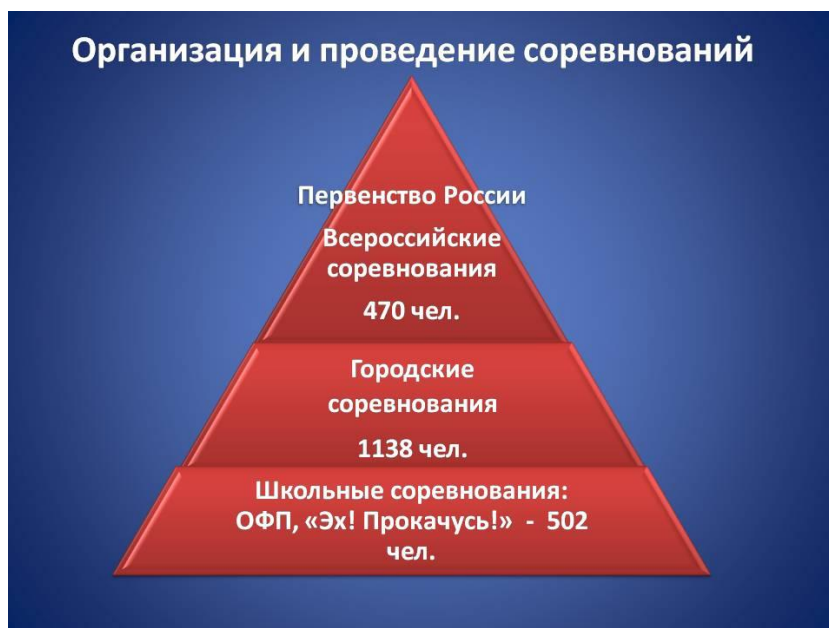 Организация и проведение соревнований
Первенство России
Всероссийские
соревнования
470 чел.
Городские
соревнования
1138 чел.
Школьные соревнования:
ОФП, «Эх! Прокачусь!» - 502
чел.